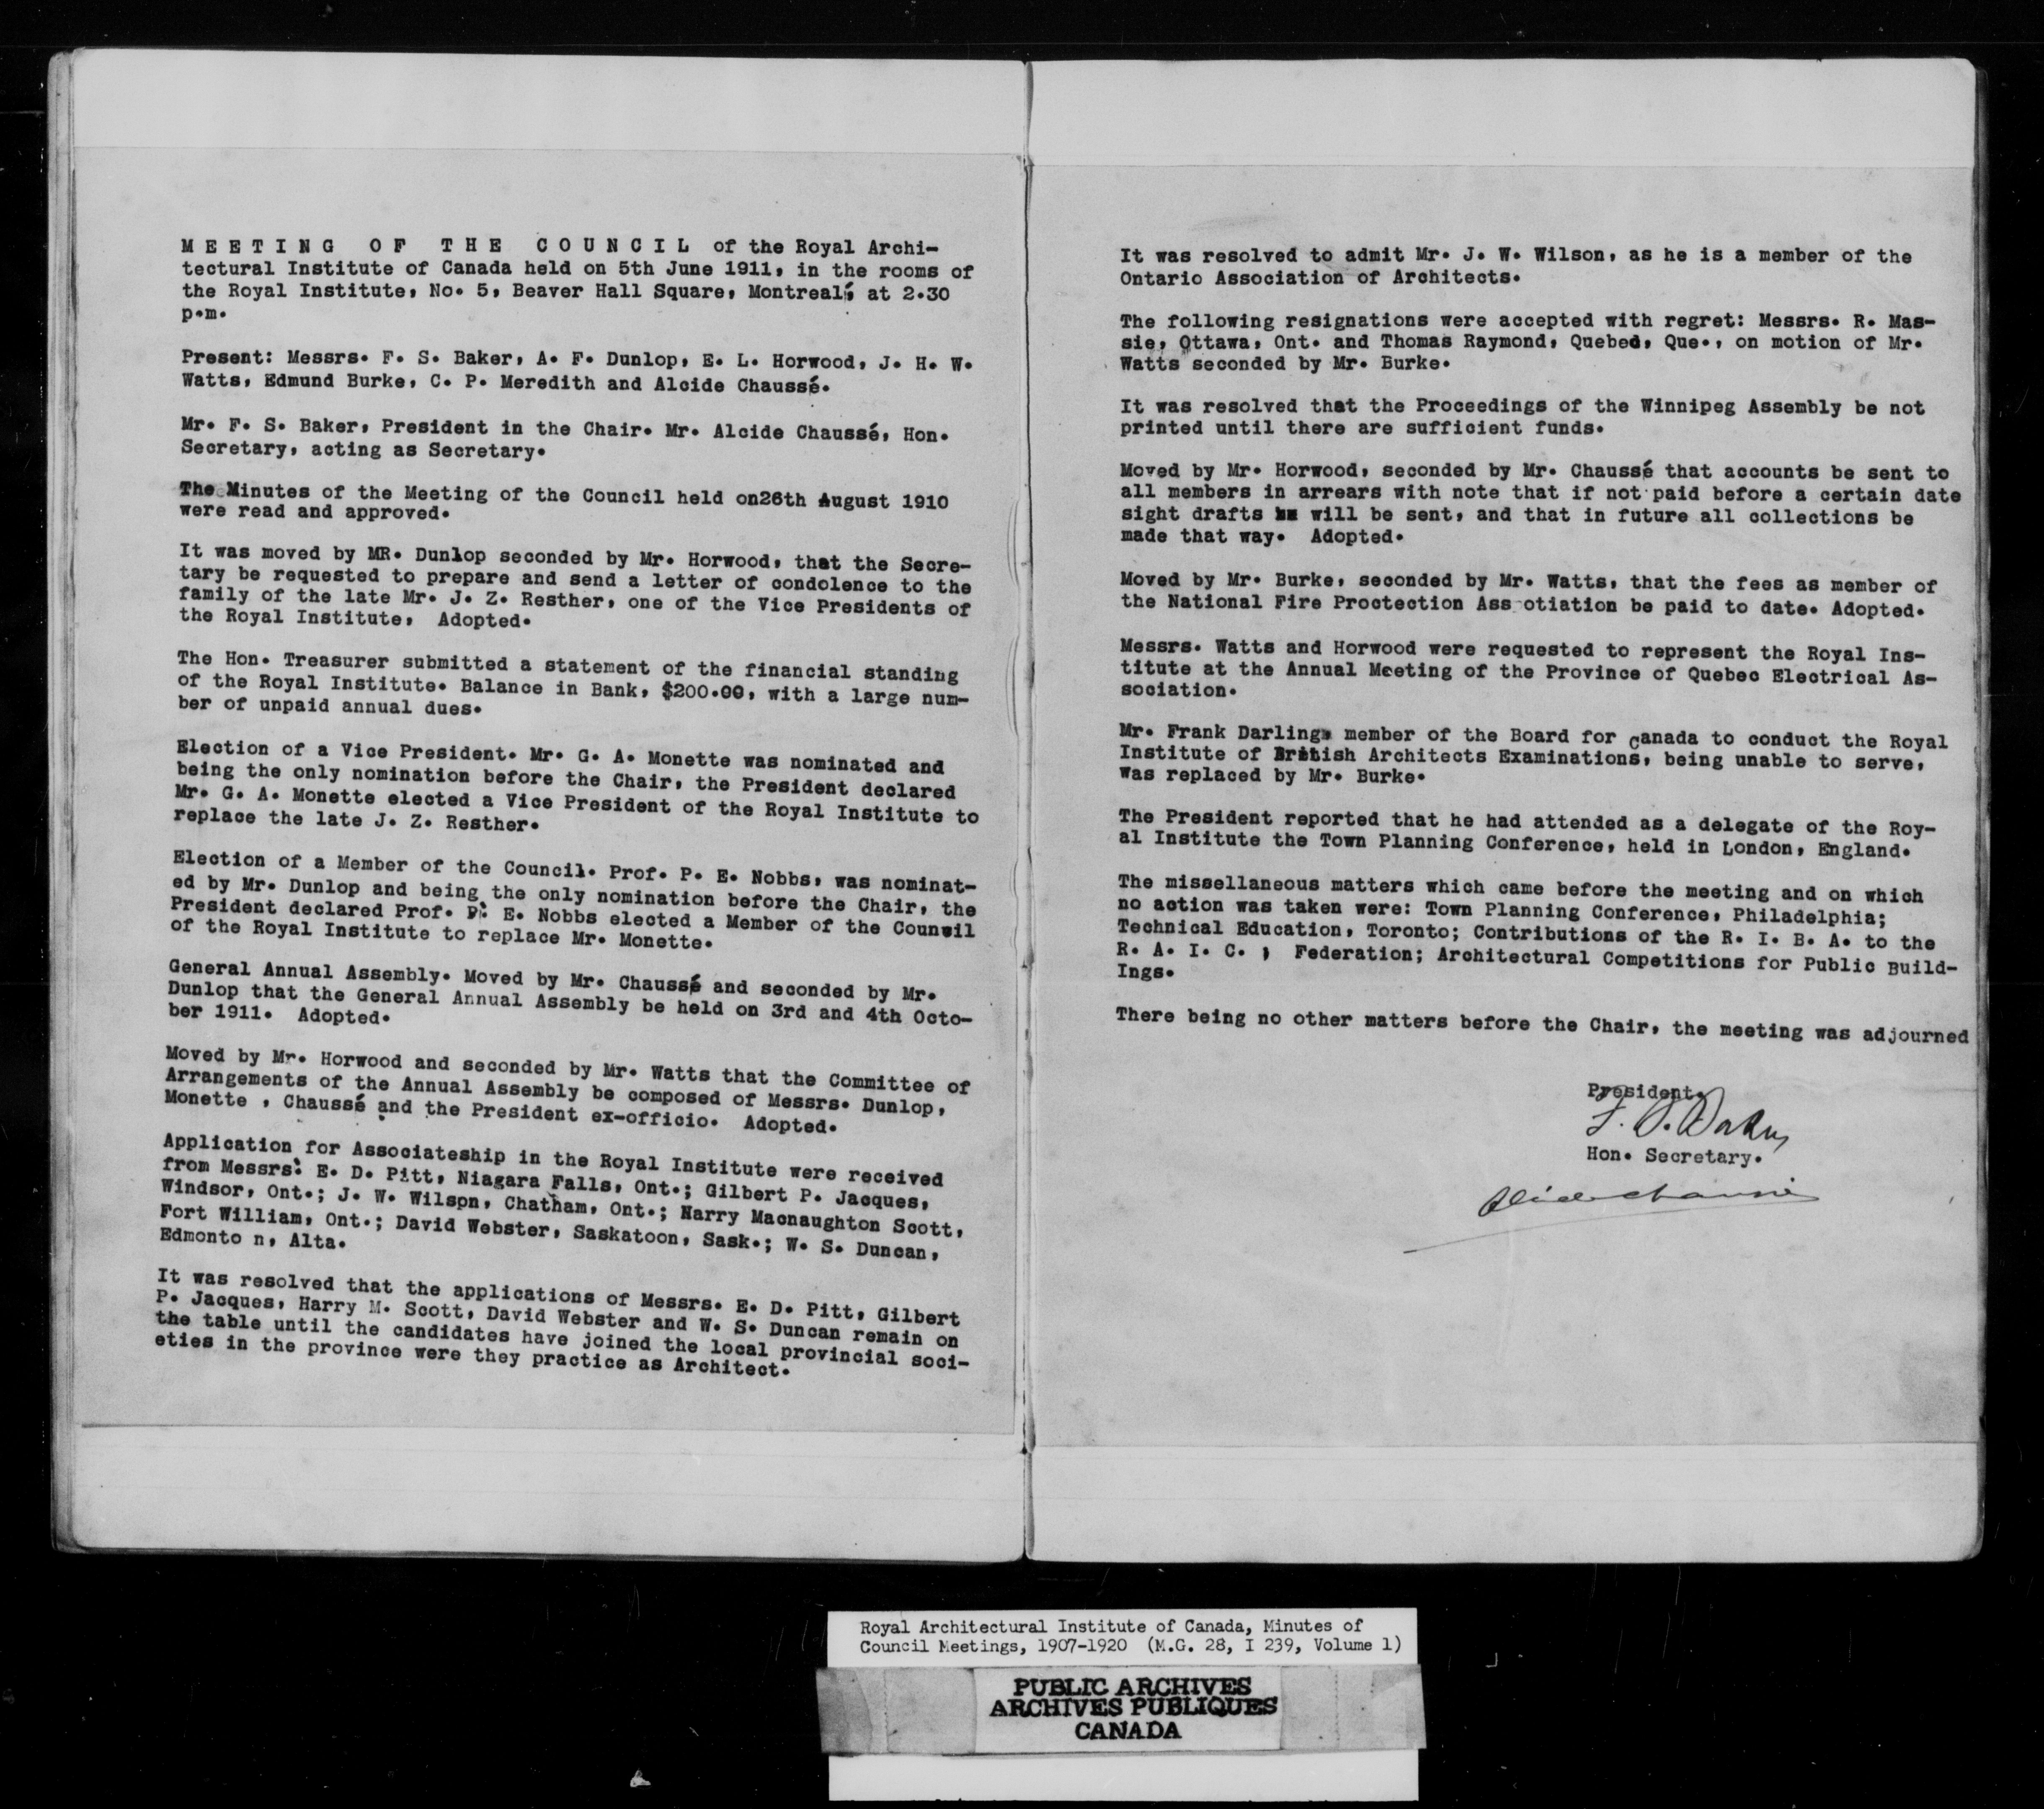 MEETING OF THE COUNCIL of the Royal Archi-
tectural Institute of Canada held on 5th June 1911, in the rooms of
the Royal Institute, No. 5, Beaver Hall Square, Montreal, at 2.30
p.m.
Present: Messrs. F. S. Baker, A. F. Dunlop, E. L. Horwood, J. H. W.
Watts, Edmund Burke, C. P. Meredith and Alcide Chaussé.
Mr. F. S. Baker, President in the Chair. Mr. Alcide Chaussé, Hon.
Secretary, acting as Secretary.
The Minutes of the Meeting of the Council held on26th August 1910
were read and approved.
It was moved by MR. Dunlop seconded by Mr. Horwood, that the Secre-
tary be requested to prepare and send a letter of condolence to the
family of the late Mr. J. Z. Resther, one of the Vice Presidents of
the Royal Institute, Adopted.
The Hon. Treasurer submitted a statement of the financial standing
of the Royal Institute. Balance in Bank, $200.00, with a large num-
ber of unpaid annual dues.
Election of a Vice President. Mr. G. A. Monette was nominated and
being the only nomination before the Chair, the President declared
Mr. G. A. Monette elected a Vice President of the Royal Institute to
replace the late J. Z. Resther.
Election of a Member of the Council. Prof. P. E. Nobbs, was nominat-
ed by Mr. Dunlop and being the only nomination before the Chair, the
President declared Prof. P. E. Nobbs elected a Member of the Council
of the Royal Institute to replace Mr. Monette.
General Annual Assembly. Moved by Mr. Chaussé and seconded by Mr.
Dunlop that the General Annual Assembly be held on 3rd and 4th Octo-
ber 1911. Adopted.
Moved by Mr. Horwood and seconded by Mr. Watts that the Committee of
Arrangements of the Annual Assembly be composed of Messrs. Dunlop,
Monette , Chaussé and the President ex-officio. Adopted.
Application for Associateship in the Royal Institute were received
from Messrs: E. D. Pitt, Niagara Falls, Ont.; Gilbert P. Jacques,
Windsor, Ont.; J. W. Wilson, Chatham, Ont.; Harry Macnaughton Scott,
Fort William, Ont.; David Webster, Saskatoon, Sask.; W. S. Duncan,
Edmonto n, Alta.
It was resolved that the applications of Messrs. E. D. Pitt, Gilbert
P. Jacques, Harry M. Scott, David Webster and W. S. Duncan remain on
the table until the candidates have joined the local provincial soci-
eties in the province were they practice as Architect.
It was resolved to admit Mr. J. W. Wilson, as he is a member of the
Ontario Association of Architects.
The following resignations were accepted with regret: Messrs. R. Mas-
sie, Ottawa, Ont. and Thomas Raymond, Quebed, Que., on motion of Mr.
Watts seconded by Mr. Burke.
It was resolved that the Proceedings of the Winnipeg Assembly be not
printed until there are sufficient funds.
Moved by Mr. Horwood, seconded by Mr. Chaussé that accounts be sent to
all members in arrears with note that if not paid before a certain date
sight drafts will be sent, and that in future all collections be
made that way. Adopted.
Moved by Mr. Burke, seconded by Mr. Watts, that the fees as member of
the National Fire Proctection Ass otiation be paid to date. Adopted.
Messrs. Watts and Horwood were requested to represent the Royal Ins-
titute at the Annual Meeting of the Province of Quebec Electrical As-
sociation.
Mr. Frank Darling, member of the Board for Canada to conduct the Royal
Institute of British Architects Examinations, being unable to serve,
was replaced by Mr. Burke.
The President reported that he had attended as a delegate of the Roy-
al Institute the Town Planning Conference, held in London, England.
The missellaneous matters which came before the meeting and on which
no action was taken were: Town Planning Conference, Philadelphia;
Technical Education, Toronto; Contributions of the R. I. B. A. to the
R. A. I. C. ; Federation; Architectural Competitions for Public Build-
Ings.
There being no other matters before the Chair, the meeting was adjourned
President.
F. S. Baker
Hon. Secretary.
Alcide Chaussé
Royal Architectural Institute of Canada, Minutes of
Council Meetings, 1907-1920 (M.G. 28, I 239, Volume 1)
PUBLIC ARCHIVES
ARCHIVES PUBLIQUES
CANADA